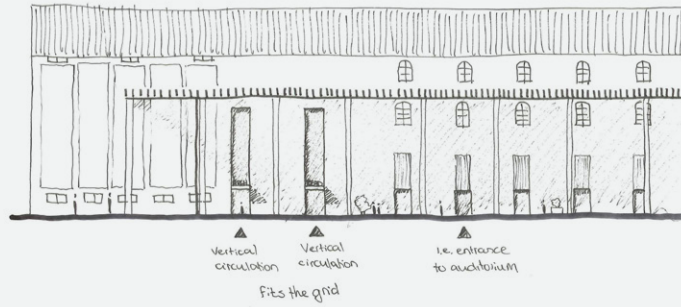 Vertical
circulation
Vertical
circulation
i.e. entrance
to auditorium
fits the grid